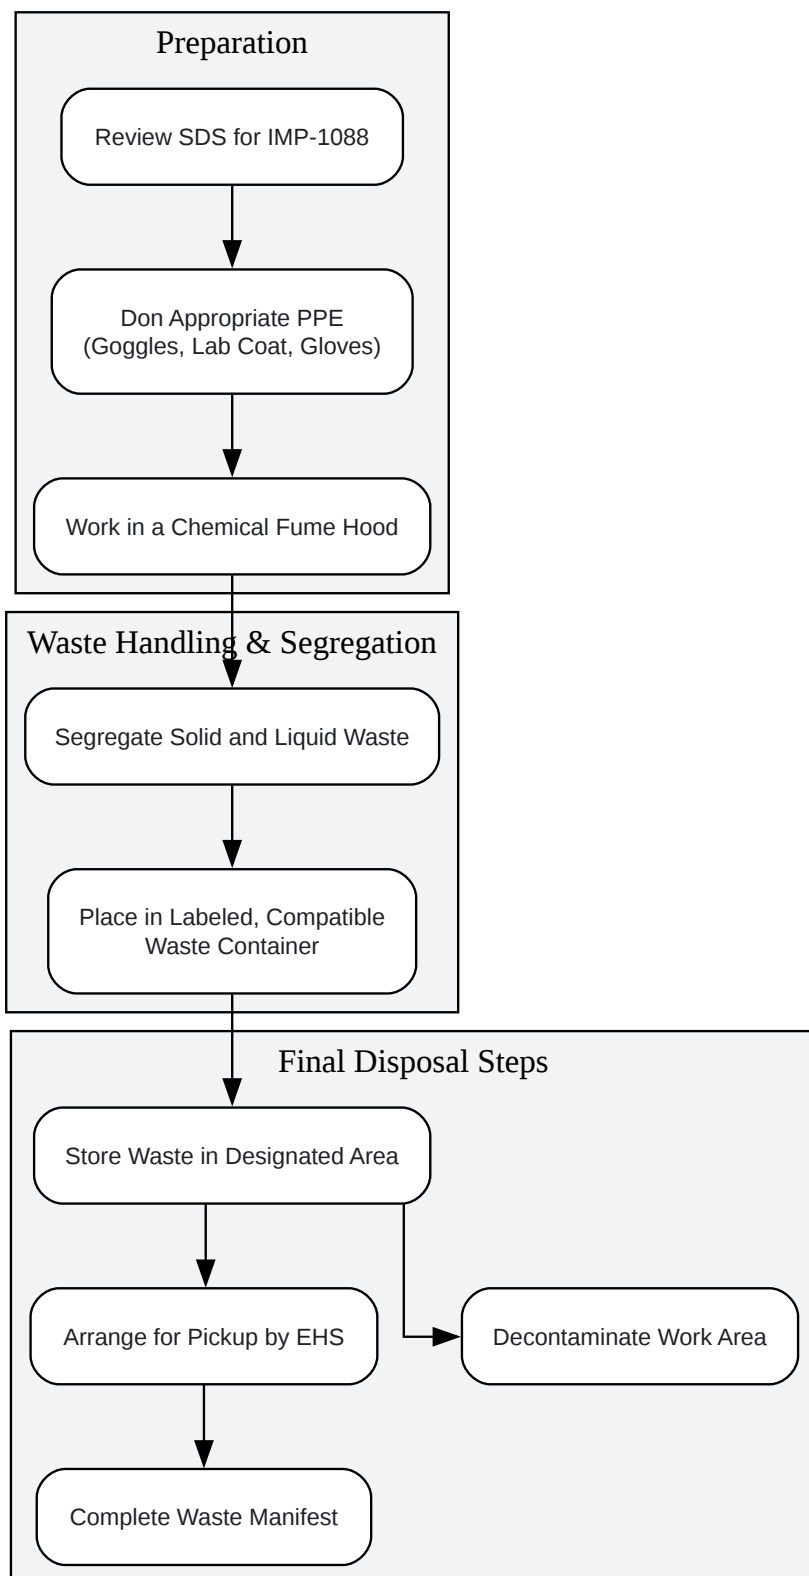 Preparation
Review SDS for IMP-1088
Don Appropriate PPE
(Goggles, Lab Coat, Gloves)
Work in a Chemical Fume Hood
Waste Handling & Segregation
Segregate Solid and Liquid Waste
Place in Labeled, Compatible
Waste Container
Final Disposal Steps
Store Waste in Designated Area
Arrange for Pickup by EHS
Decontaminate Work Area
Complete Waste Manifest